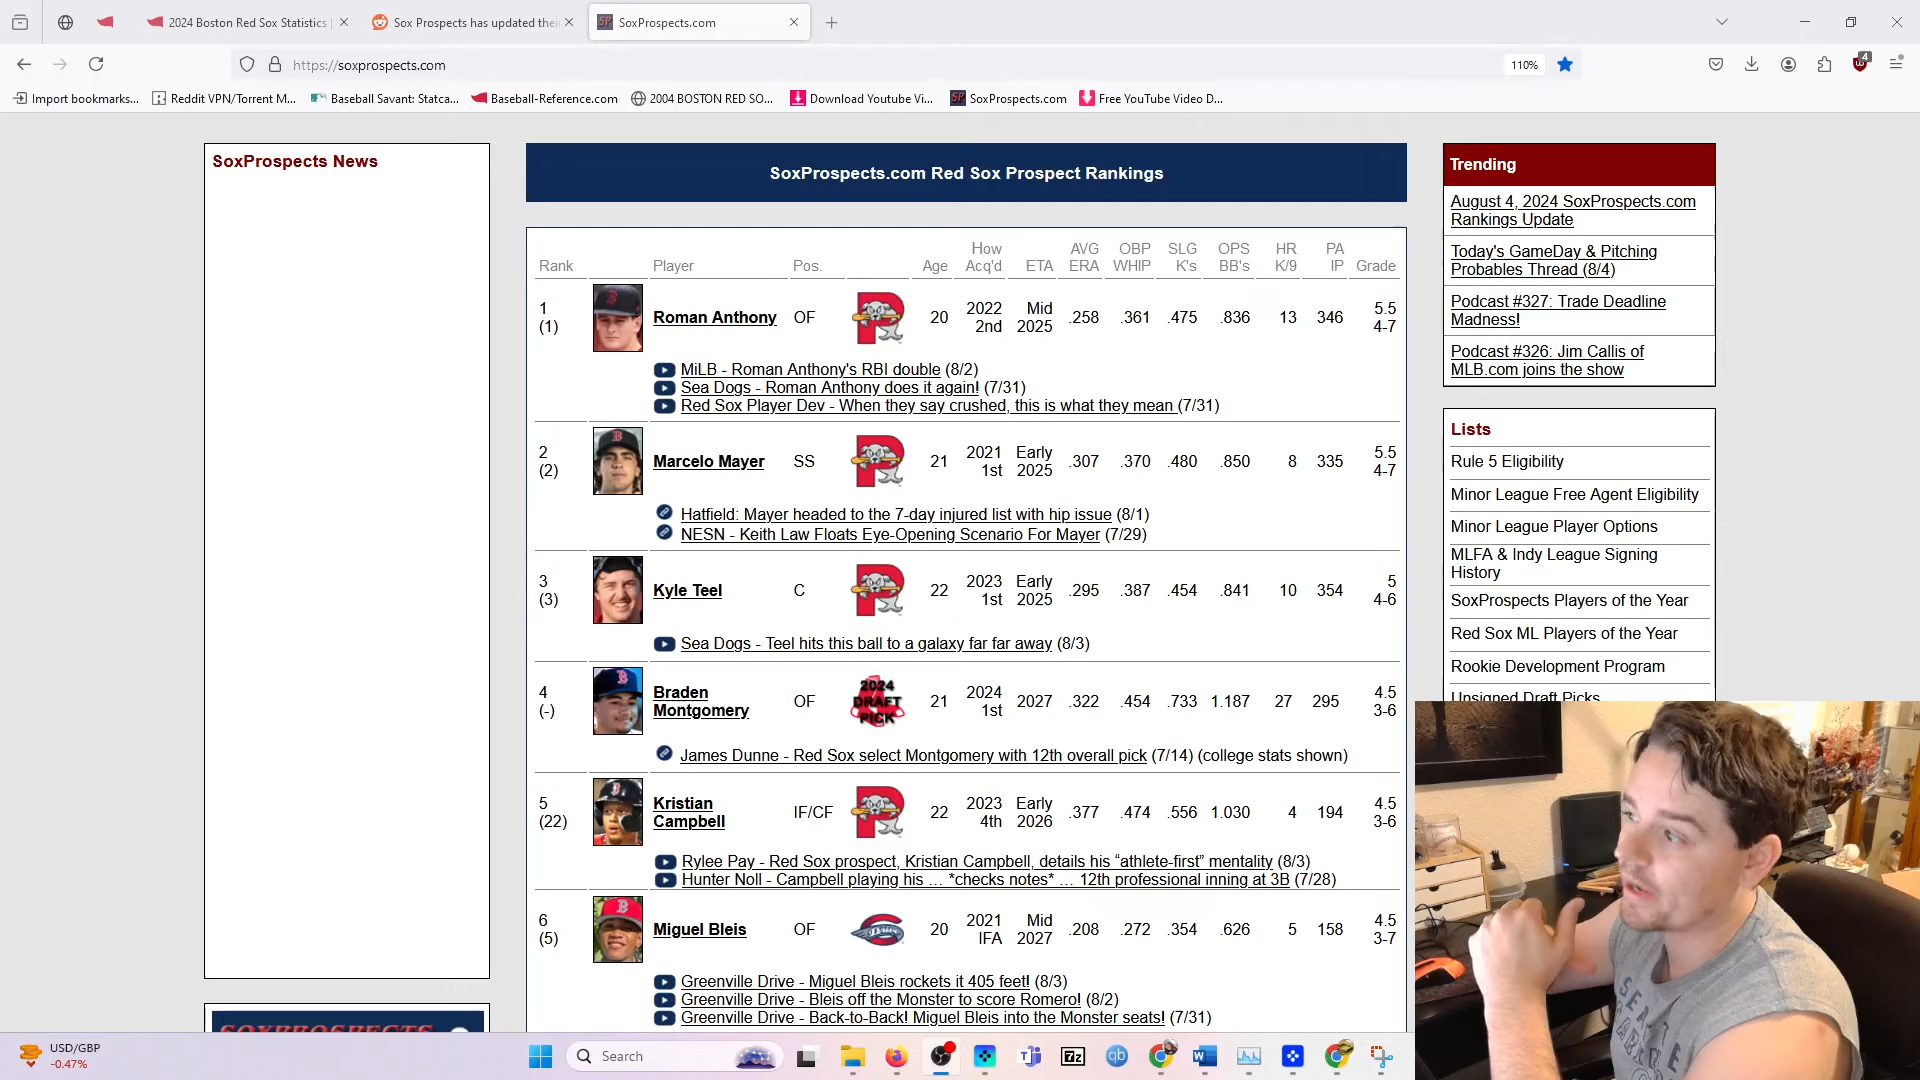 2024 Boston Red Sox Statistics |
Sox Prospects has updated thei
SoxProspects.com
https://soxprospects.com
110%
4
Import bookmarks...
Reddit VPN/Torrent M...
Baseball Savant: Statca...
Baseball-Reference.com
2004 BOSTON RED SO...
Download Youtube Vi...
SoxProspects.com
Free YouTube Video D...
SoxProspects News
SoxProspects.com Red Sox Prospect Rankings
Rank Player Pos. Age How Acq'd ETA AVG ERA OBP WHIP SLG K's OPS BB's HR K/9 PA IP Grade
1 (1) Roman Anthony OF 20 2022 2nd Mid 2025 .258 .361 .475 .836 13 346 5.5 4-7
MiLB - Roman Anthony's RBI double (8/2)
Sea Dogs - Roman Anthony does it again! (7/31)
Red Sox Player Dev - When they say crushed, this is what they mean (7/31)
2 (2) Marcelo Mayer SS 21 2021 1st Early 2025 .307 .370 .480 .850 8 335 5.5 4-7
Hatfield: Mayer headed to the 7-day injured list with hip issue (8/1)
NESN - Keith Law Floats Eye-Opening Scenario For Mayer (7/29)
3 (3) Kyle Teel C 22 2023 1st Early 2025 .295 .387 .454 .841 10 354 5 4-6
Sea Dogs - Teel hits this ball to a galaxy far far away (8/3)
4 (-) Braden Montgomery OF 2024 DRAFT PICK 21 2024 1st 2027 .322 .454 .733 1.187 27 295 4.5 3-6
James Dunne - Red Sox select Montgomery with 12th overall pick (7/14) (college stats shown)
5 (22) Kristian Campbell IF/CF 22 2023 4th Early 2026 .377 .474 .556 1.030 4 194 4.5 3-6
Rylee Pay - Red Sox prospect, Kristian Campbell, details his “athlete-first” mentality (8/3)
Hunter Noll - Campbell playing his … *checks notes* … 12th professional inning at 3B (7/28)
6 (5) Miguel Bleis OF Drive 20 2021 IFA Mid 2027 .208 .272 .354 .626 5 158 4.5 3-7
Greenville Drive - Miguel Bleis rockets it 405 feet! (8/3)
Greenville Drive - Bleis off the Monster to score Romero! (8/2)
Greenville Drive - Back-to-Back! Miguel Bleis into the Monster seats! (7/31)
Trending
August 4, 2024 SoxProspects.com
Rankings Update
Today's GameDay & Pitching
Probables Thread (8/4)
Podcast #327: Trade Deadline
Madness!
Podcast #326: Jim Callis of
MLB.com joins the show
Lists
Rule 5 Eligibility
Minor League Free Agent Eligibility
Minor League Player Options
MLFA & Indy League Signing
History
SoxProspects Players of the Year
Red Sox ML Players of the Year
Rookie Development Program
Unsigned Draft Picks
SOXPROSPECTS
USD/GBP
-0.47%
Search
7z
qb